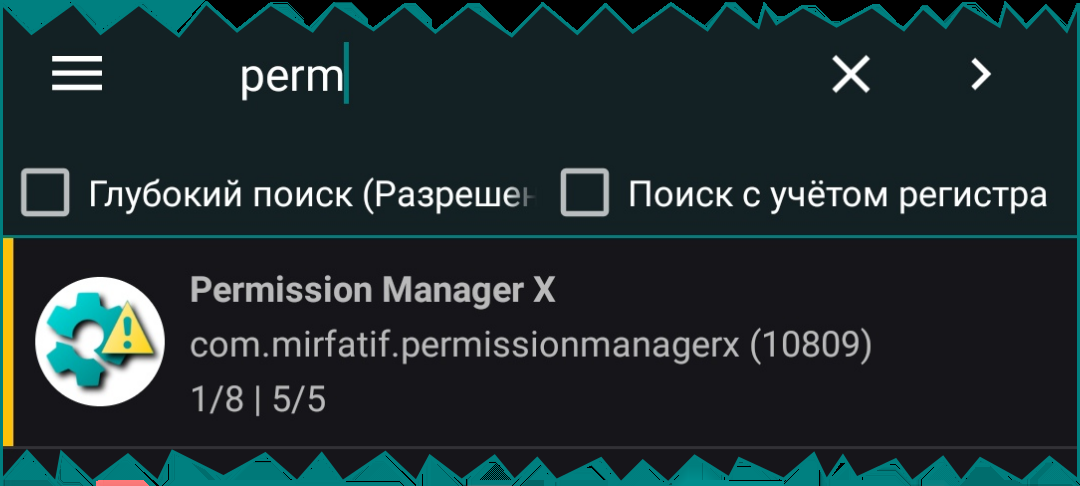 perm
Глубокий поиск (Разрешен
Поиск с учётом регистра
Permission Manager X
com.mirfatif.permissionmanagerx (10809)
1/8 | 5/5